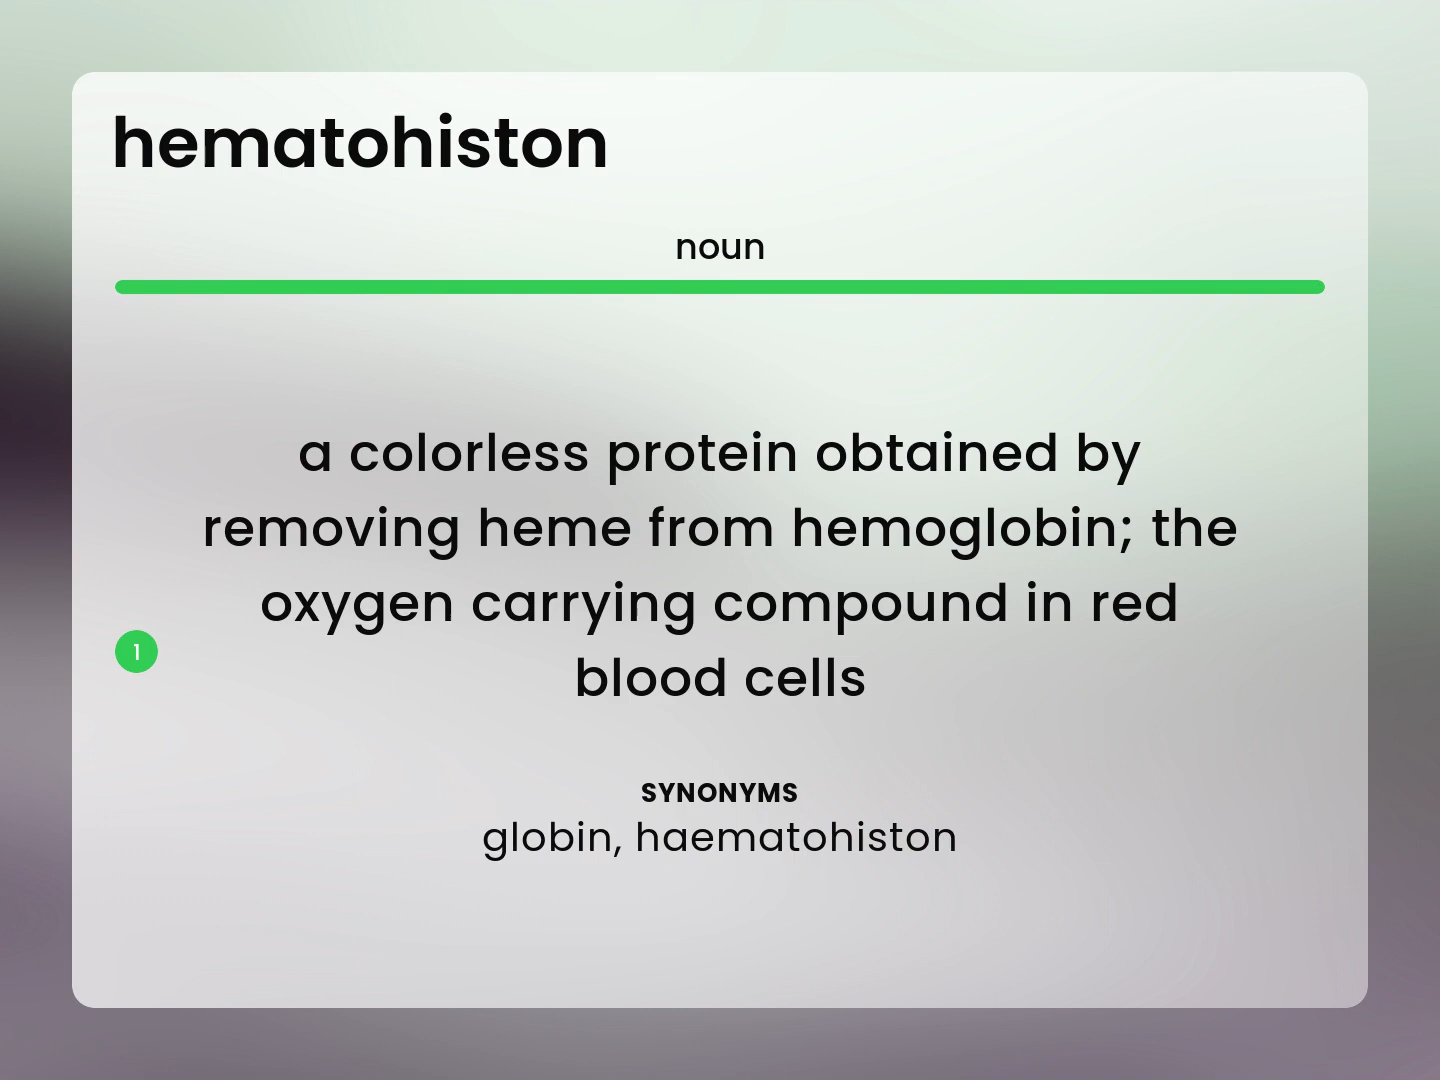 hematohiston
noun
a colorless protein obtained by
removing heme from hemoglobin; the
oxygen carrying compound in red
blood cells
1
SYNONYMS
globin, haematohiston